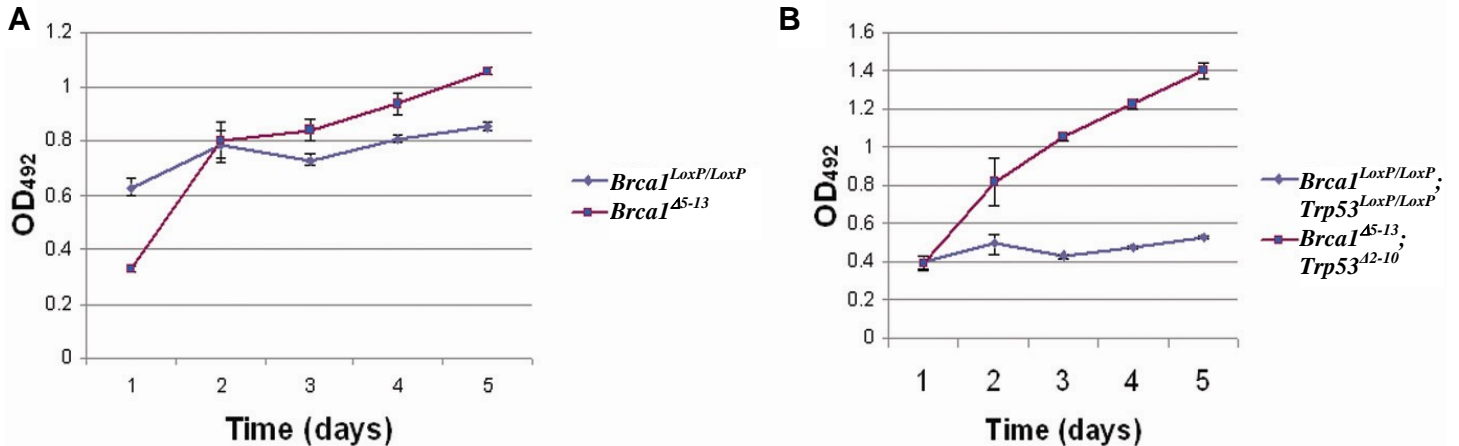 A
1.2
1
0.8
0.6
0.4
0.2
0
OD492
1 2 3 4 5
Time (days)
Brca1LoxP/LoxP
Brca1Δ5-13
B
1.6
1.4
1.2
1
0.8
0.6
0.4
0.2
0
OD492
1 2 3 4 5
Time (days)
Brca1LoxP/LoxP;
Trp53LoxP/LoxP
Brca1Δ5-13;
Trp53Δ2-10